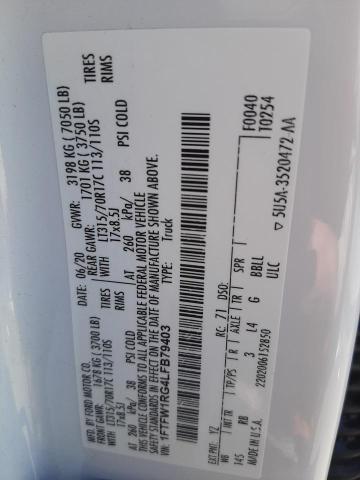 MFD. BY FORD MOTOR CO.
06/20 GVWR: 3198 KG ( 7050 LB)
FRONT GAWR: 1678 KG (3700 LB) REAR GAWR: 1701 KG (3750 LB)
LT315/70R17C 113/110S LT315/70R17C 113/110S TIRES
17x8.5J 17x8.5J RIMS TIRES
RIMS
AT 260 kPa/ 38 PSI COLD AT 260 kPa/ 38 PSI COLD
THIS VEHICLE CONFORMS TO ALL APPLICABLE FEDERAL MOTOR VEHICLE
SAFETY, BUMPER, AND THEFT PREVENTION STANDARDS IN EFFECT ON THE
DATE OF MANUFACTURE SHOWN ABOVE.
VIN: 1FTFW1RG4LFB79403
TYPE: Truck
F0040
T0254
EXT PNT: YZ RC: 71 DSO:
WB INT TR TP/PS R AXLE TR SPR
145 RB 3 L4 G BBLL
MADE IN U.S.A. 2202006152850 ULC
5U5A-3520472-AA